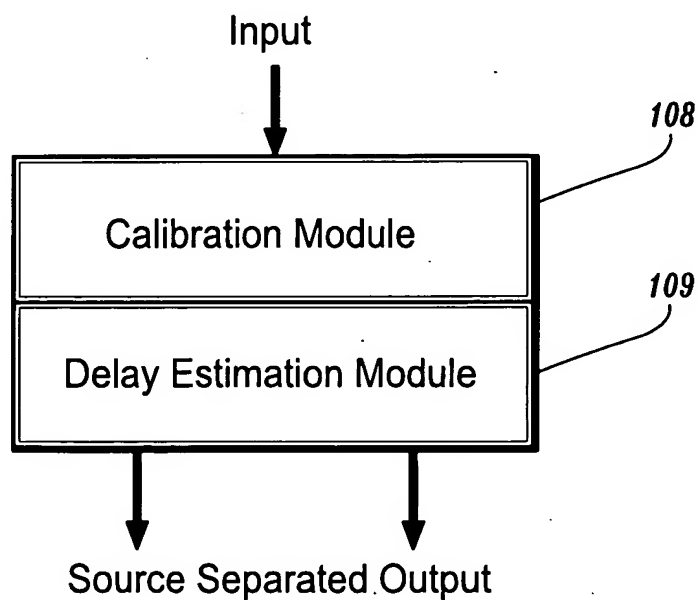 Input
108
Calibration Module
109
Delay Estimation Module
Source Separated Output